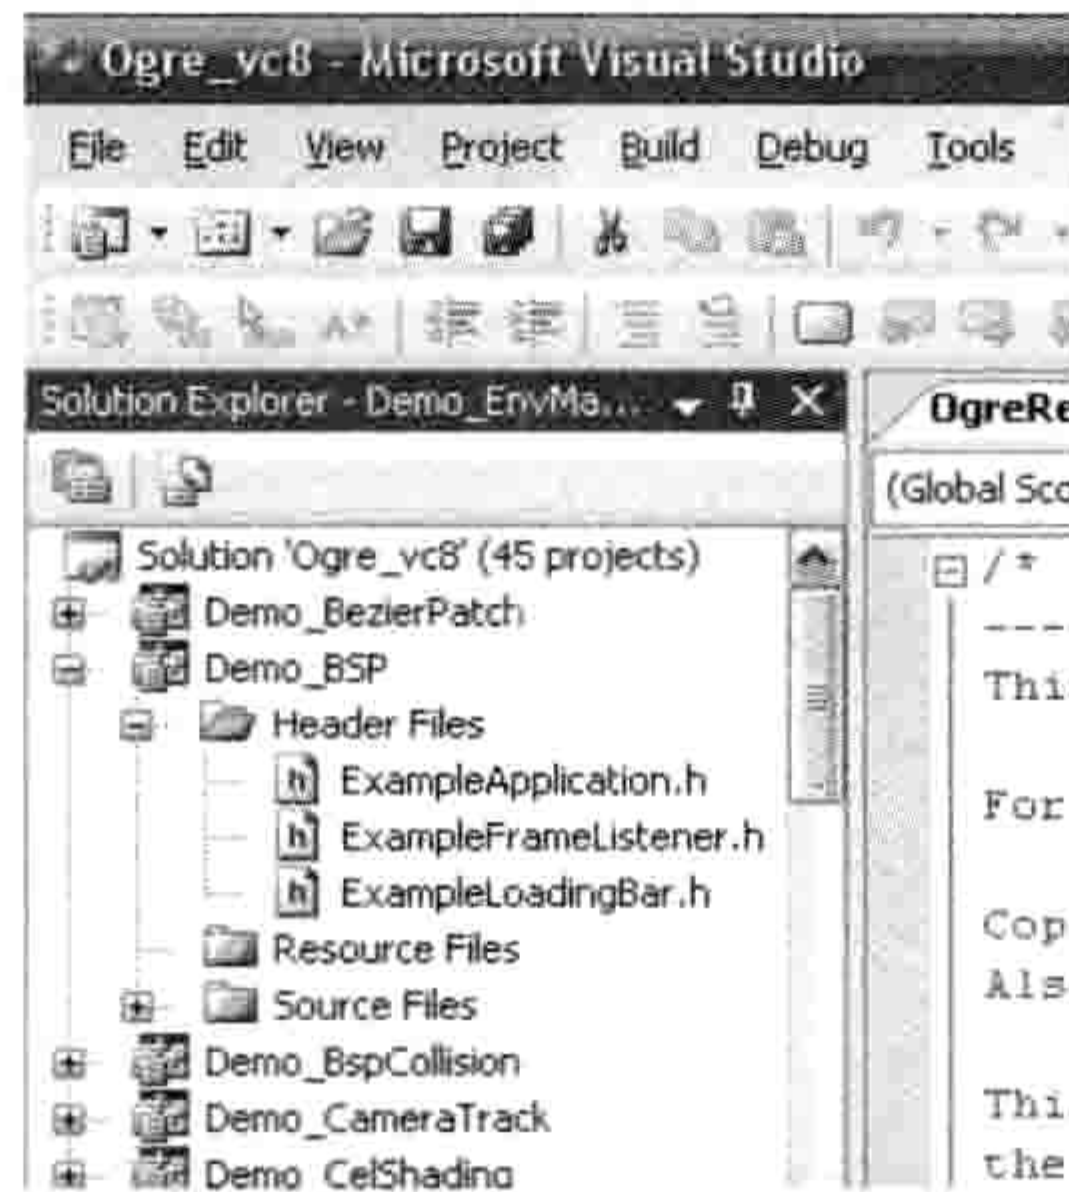 Ogre_vc8 - Microsoft Visual Studio
File Edit View Project Build Debug Tools
Solution Explorer - Demo_EnvMa...
OgreRe
(Global Sco
Solution 'Ogre_vc8' (45 projects)
Demo_BezierPatch
Demo_BSP
Header Files
ExampleApplication.h
ExampleFrameListener.h
ExampleLoadingBar.h
Resource Files
Source Files
Demo_BspCollision
Demo_CameraTrack
Demo_CelShading
/*
---
Thi
For
Cop
Als
Thi
the